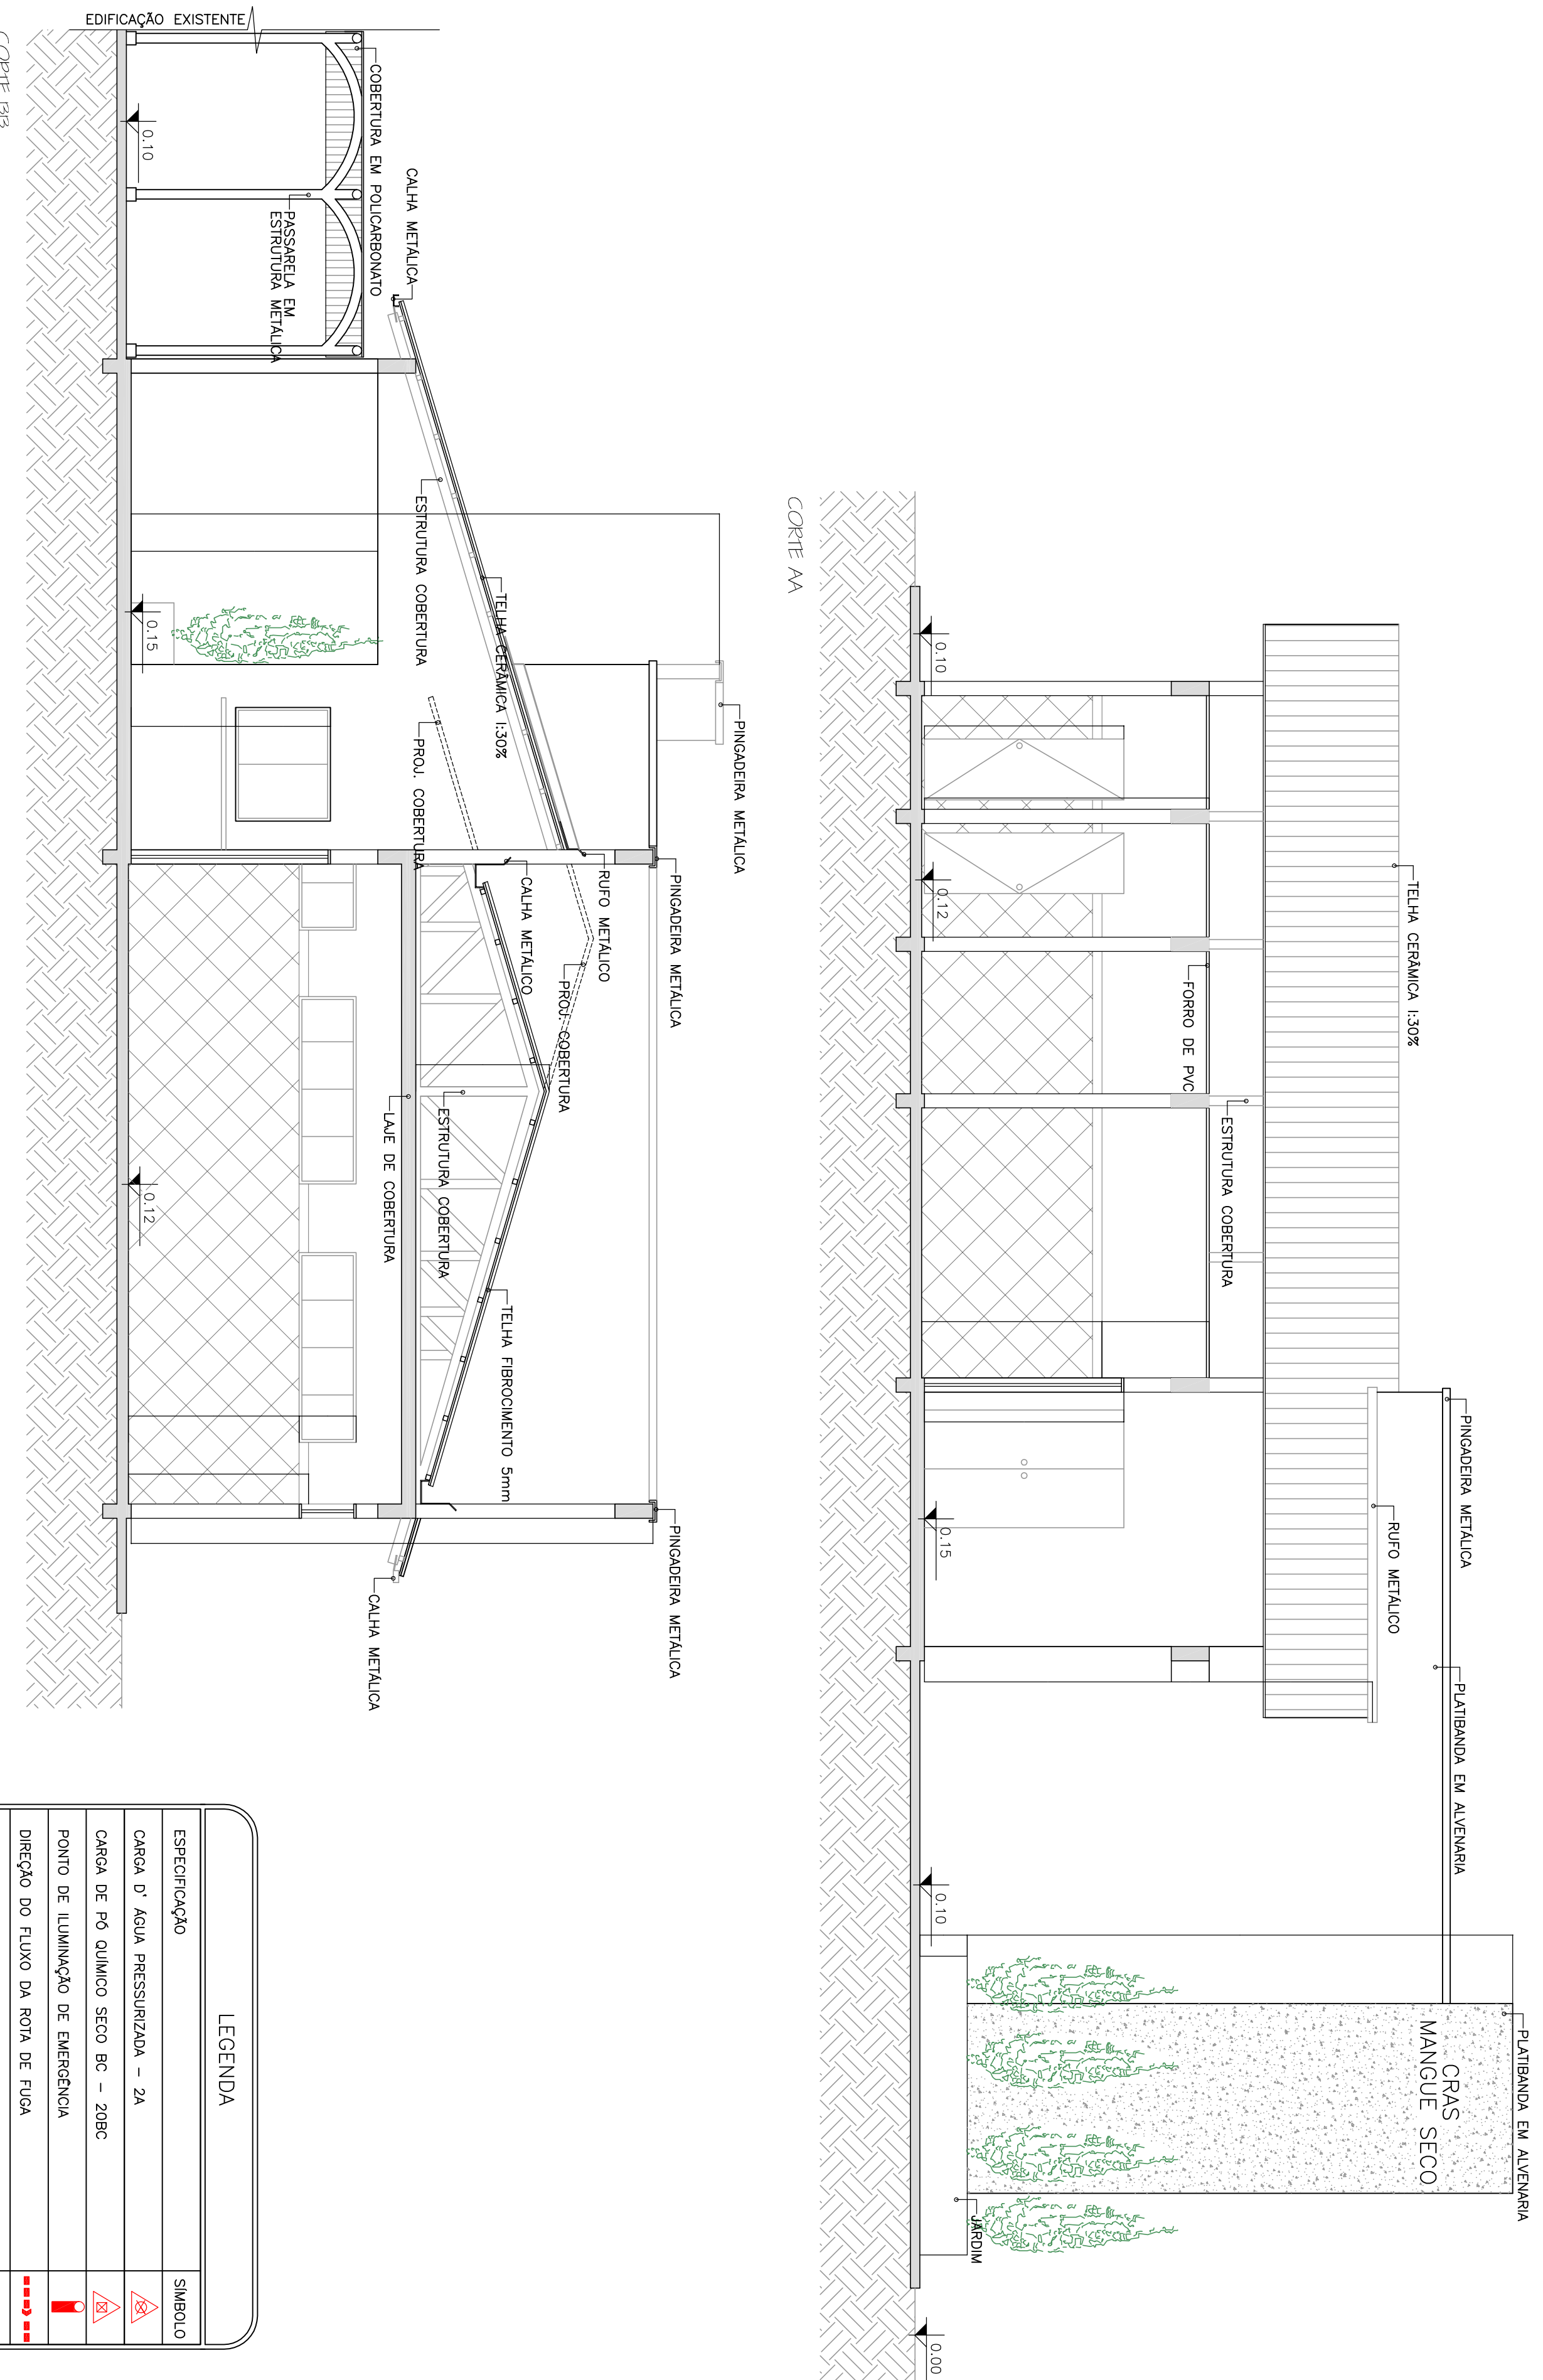 TELHA CERÂMICA I:30%
PINGADEIRA METÁLICA
RUFO METÁLICO
PLATIBANDA EM ALVENARIA
PLATIBANDA EM ALVENARIA
FORRO DE PVC
ESTRUTURA COBERTURA
CRAS
MANGUE SECO
JARDIM
0.10
0.12
0.15
0.10
0.00
CORTE AA
EDIFICAÇÃO EXISTENTE
COBERTURA EM POLICARBONATO
PASSARELA EM
ESTRUTURA METÁLICA
CALHA METÁLICA
ESTRUTURA COBERTURA
TELHA CERÂMICA I:30%
PROJ. COBERTURA
PINGADEIRA METÁLICA
PINGADEIRA METÁLICA
RUFO METÁLICO
CALHA METÁLICO
PROJ. COBERTURA
ESTRUTURA COBERTURA
LAJE DE COBERTURA
TELHA FIBROCIMENTO 5mm
PINGADEIRA METÁLICA
CALHA METÁLICA
0.10
0.15
0.12
CORTE BB
LEGENDA
ESPECIFICAÇÃO SÍMBOLO
CARGA D' ÁGUA PRESSURIZADA - 2A
CARGA DE PÓ QUÍMICO SECO BC - 20BC
PONTO DE ILUMINAÇÃO DE EMERGÊNCIA
DIREÇÃO DO FLUXO DA ROTA DE FUGA